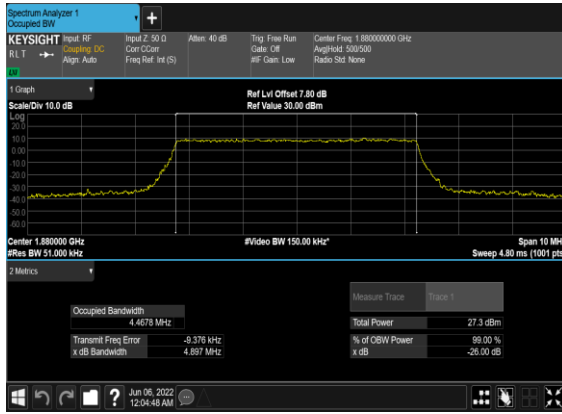 Spectrum Analyzer 1
Occupied BW
KEYSIGHT
RLT
Input: RF
Coupling: DC
Align: Auto
Input Z: 50 Ω
Corr CCorr
Freq Ref: Int (S)
Atten: 40 dB
Trig: Free Run
Gate: Off
#IF Gain: Low
Center Freq: 1.880000000 GHz
Avg|Hold: 500/500
Radio Std: None
1 Graph
Scale/Div 10.0 dB
Ref Lvl Offset 7.80 dB
Ref Value 30.00 dBm
Log
20.0
10.0
0.00
-10.0
-20.0
-30.0
-40.0
-50.0
-60.0
Center 1.880000 GHz
#Video BW 150.00 kHz*
Span 10 MH
#Res BW 51.000 kHz
Sweep 4.80 ms (1001 pts
2 Metrics
Measure Trace
Trace 1
Occupied Bandwidth
4.4678 MHz
Total Power
27.3 dBm
Transmit Freq Error
-9.376 kHz
% of OBW Power
99.00 %
x dB Bandwidth
4.897 MHz
x dB
-26.00 dB
?
Jun 06, 2022
12:04:48 AM